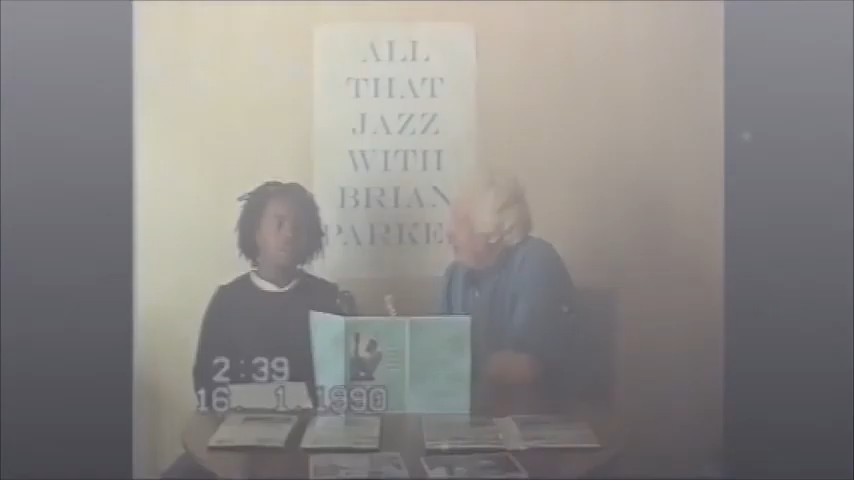 ALL
THAT
JAZZ
WITH
BRIAN
PARKE
2:39
16. 1.1990